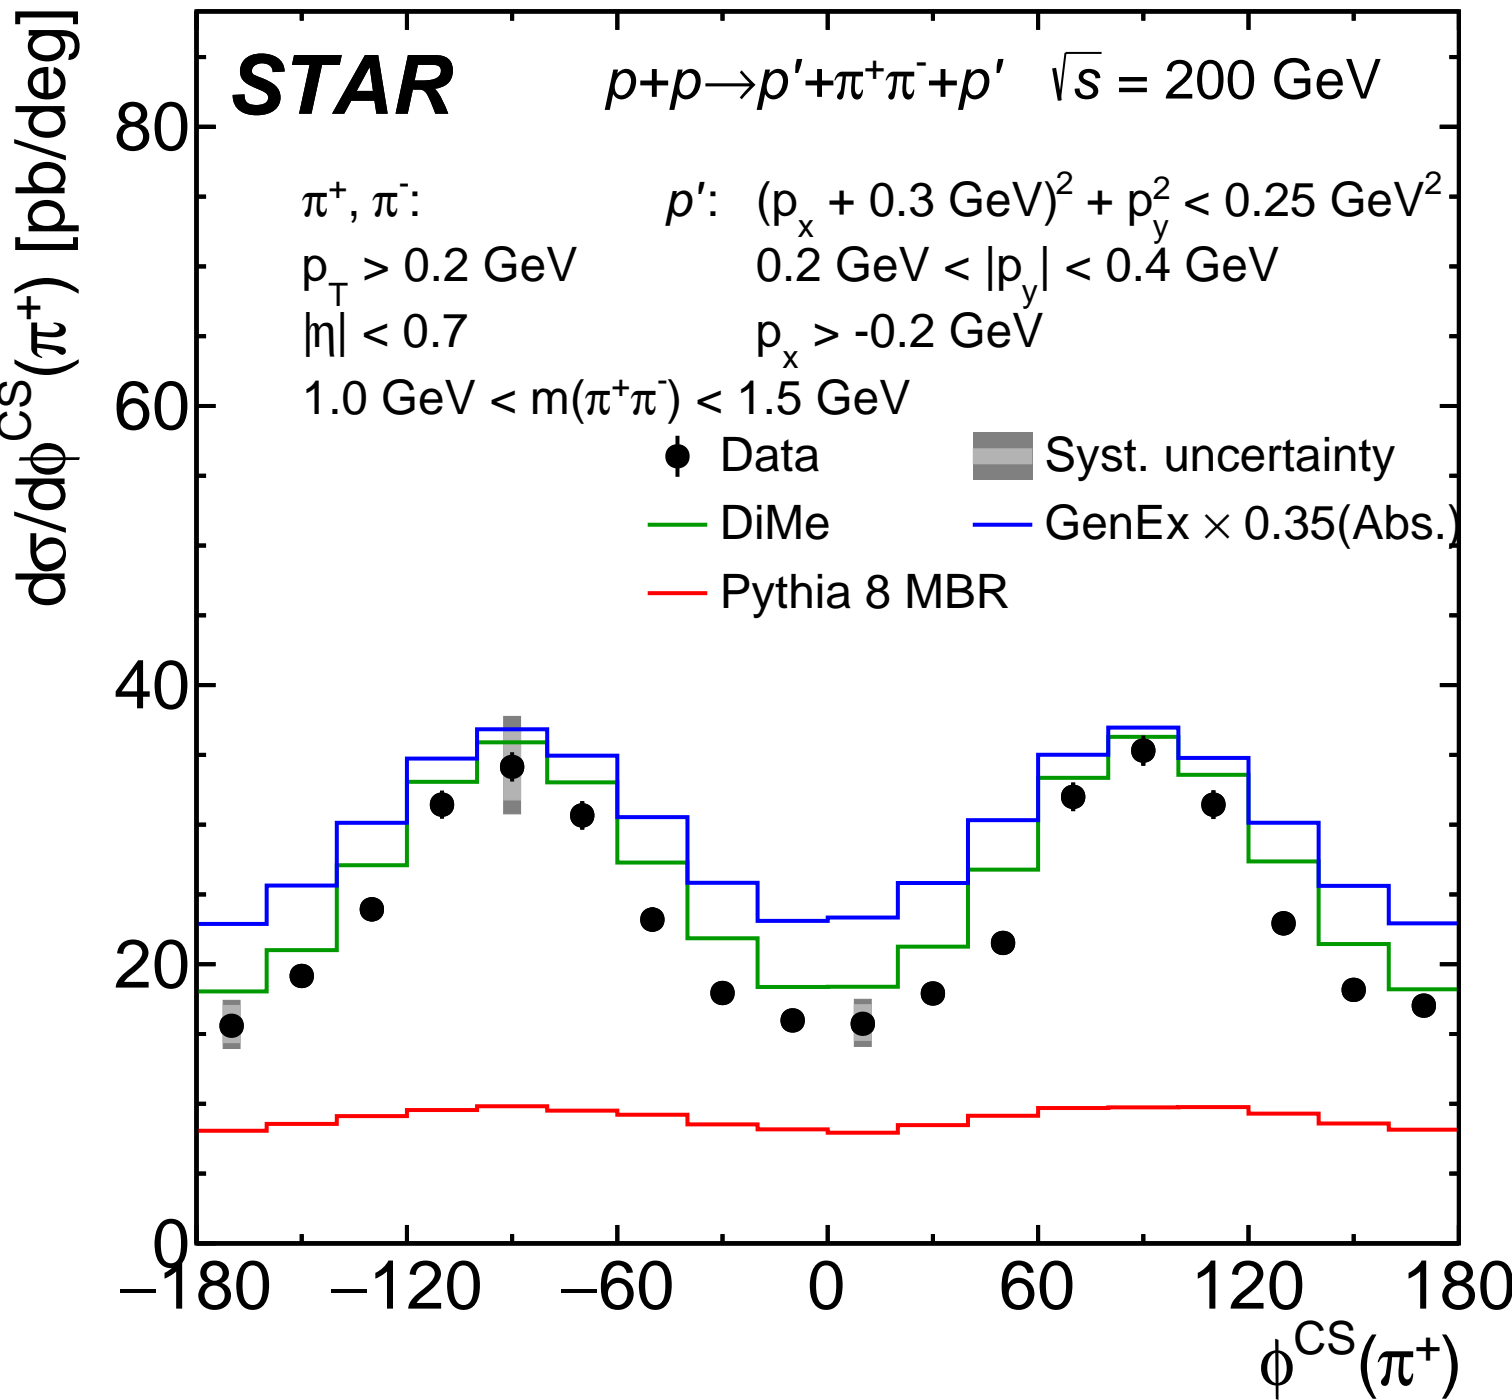 STAR p+p→p′+π⁺π⁻+p′ √s = 200 GeV
π⁺, π⁻: p′: (pₓ + 0.3 GeV)² + p_y² < 0.25 GeV²
p_T > 0.2 GeV 0.2 GeV < |p_y| < 0.4 GeV
|η| < 0.7 pₓ > -0.2 GeV
1.0 GeV < m(π⁺π⁻) < 1.5 GeV
Data Syst. uncertainty
DiMe GenEx × 0.35(Abs.)
Pythia 8 MBR
dσ/dϕ^CS(π⁺) [pb/deg]
80
60
40
20
0
−180 −120 −60 0 60 120 180
ϕ^CS(π⁺)